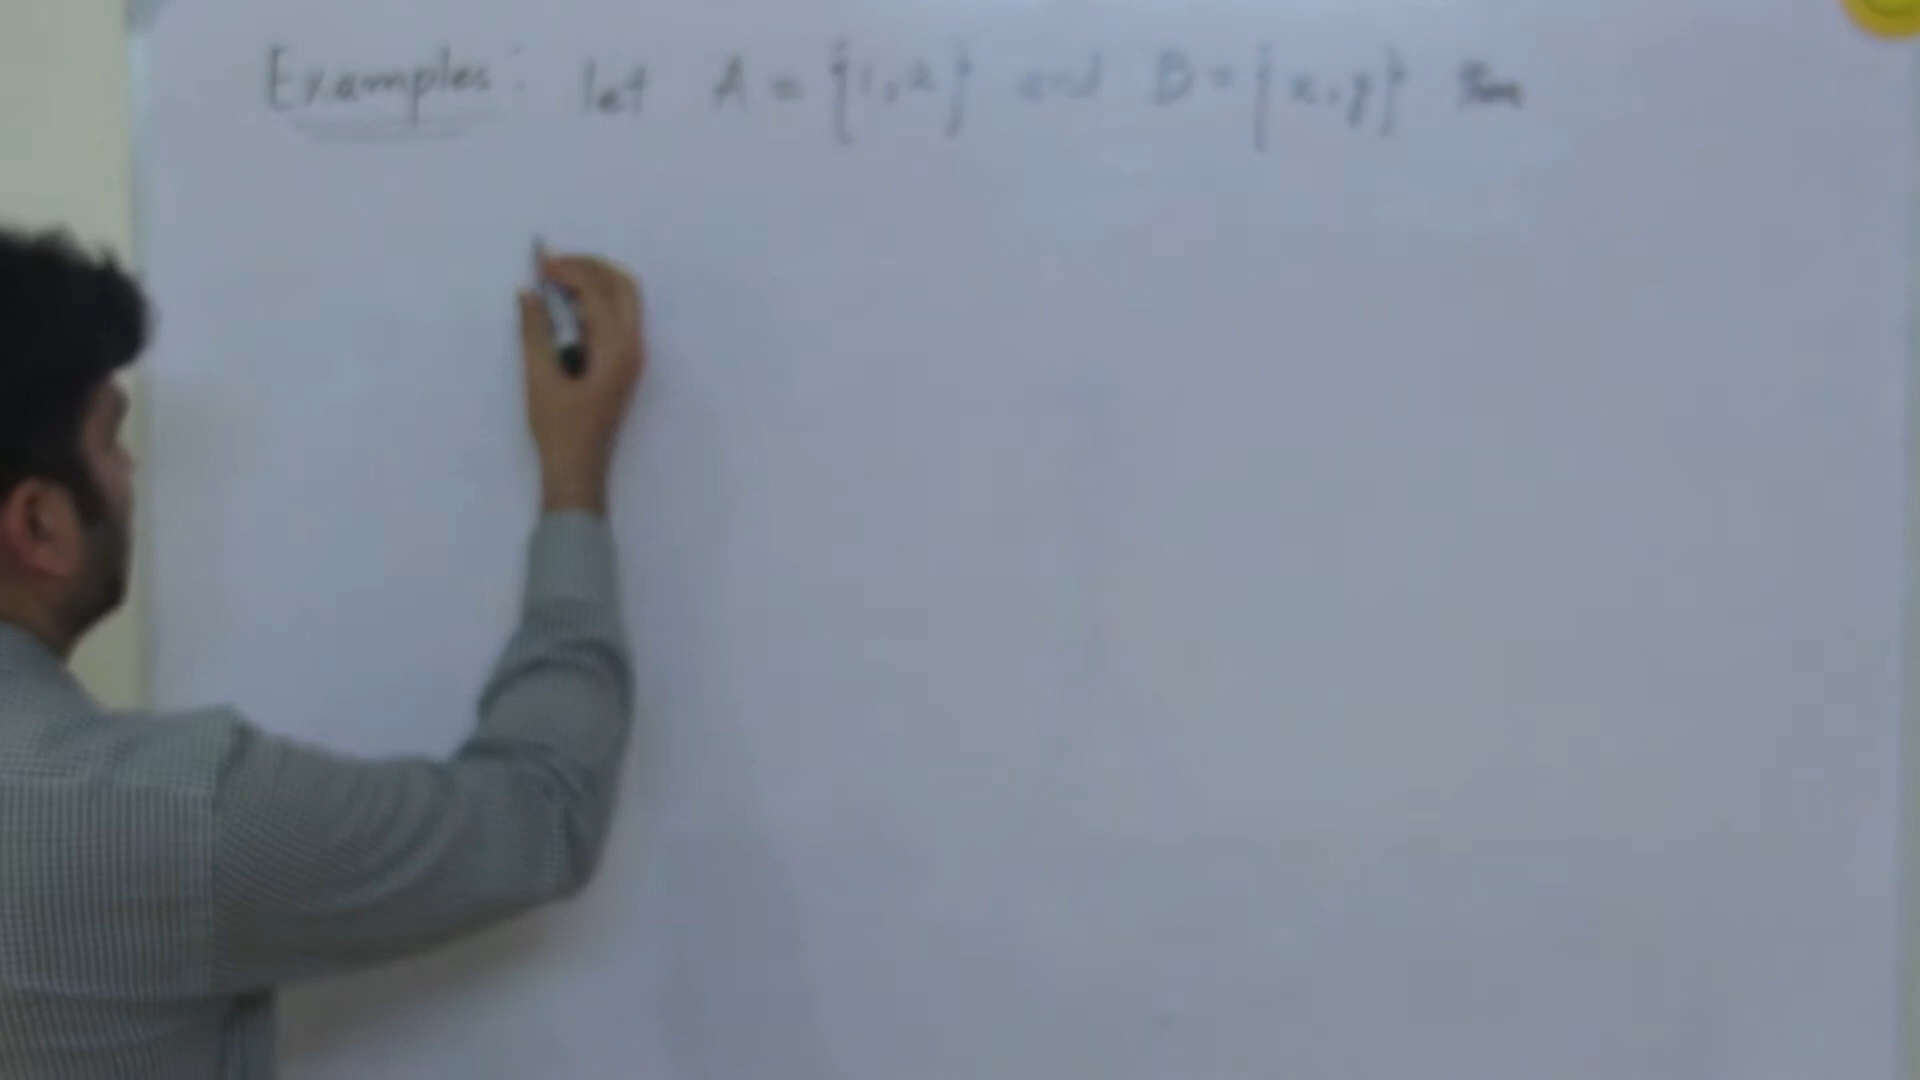 Examples: let A = {1,2} and B = {x,y} then